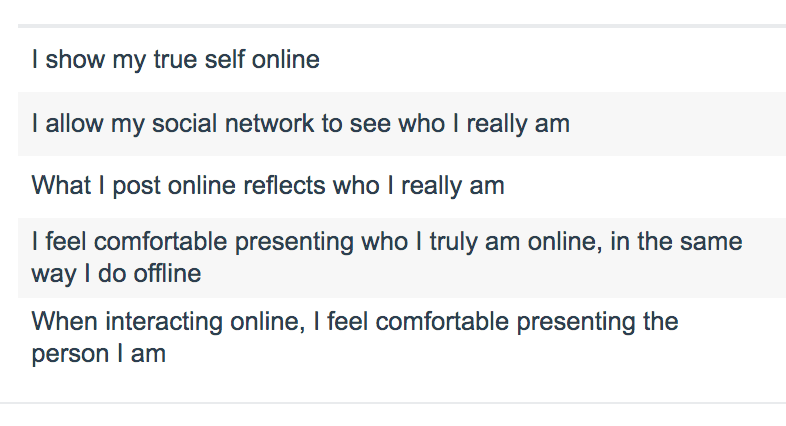 I show my true self online
I allow my social network to see who I really am
What I post online reflects who I really am
I feel comfortable presenting who I truly am online, in the same
way I do offline
When interacting online, I feel comfortable presenting the
person I am